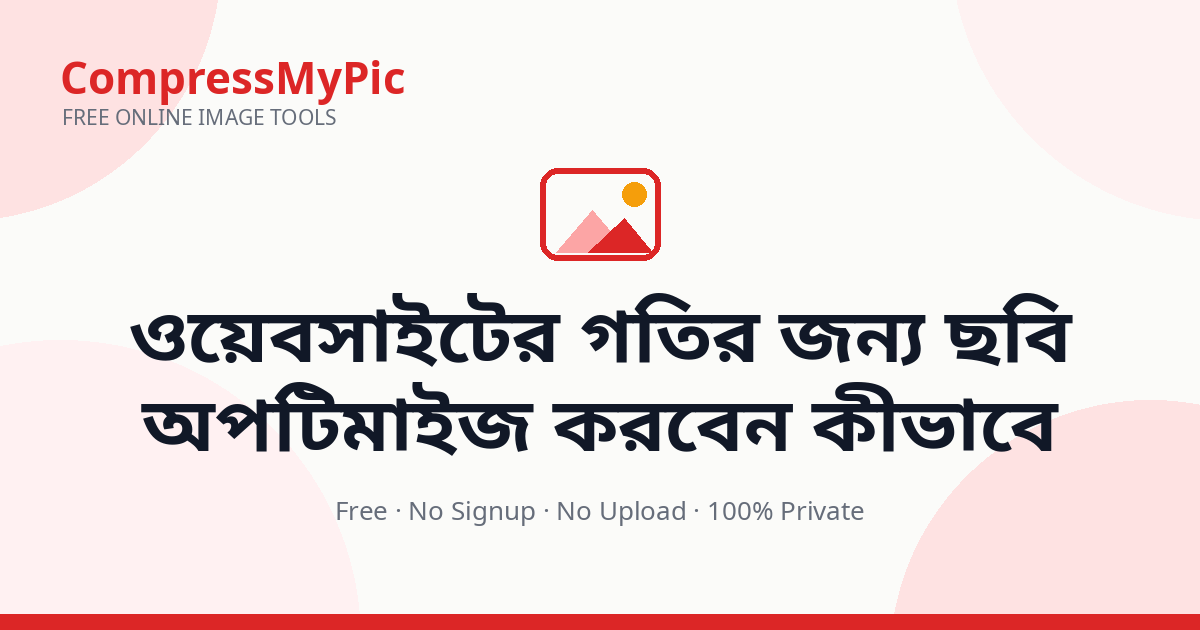 CompressMyPic
FREE ONLINE IMAGE TOOLS
ওয়েবসাইটের গতির জন্য ছবি
অপটিমাইজ করবেন কীভাবে
Free · No Signup · No Upload · 100% Private